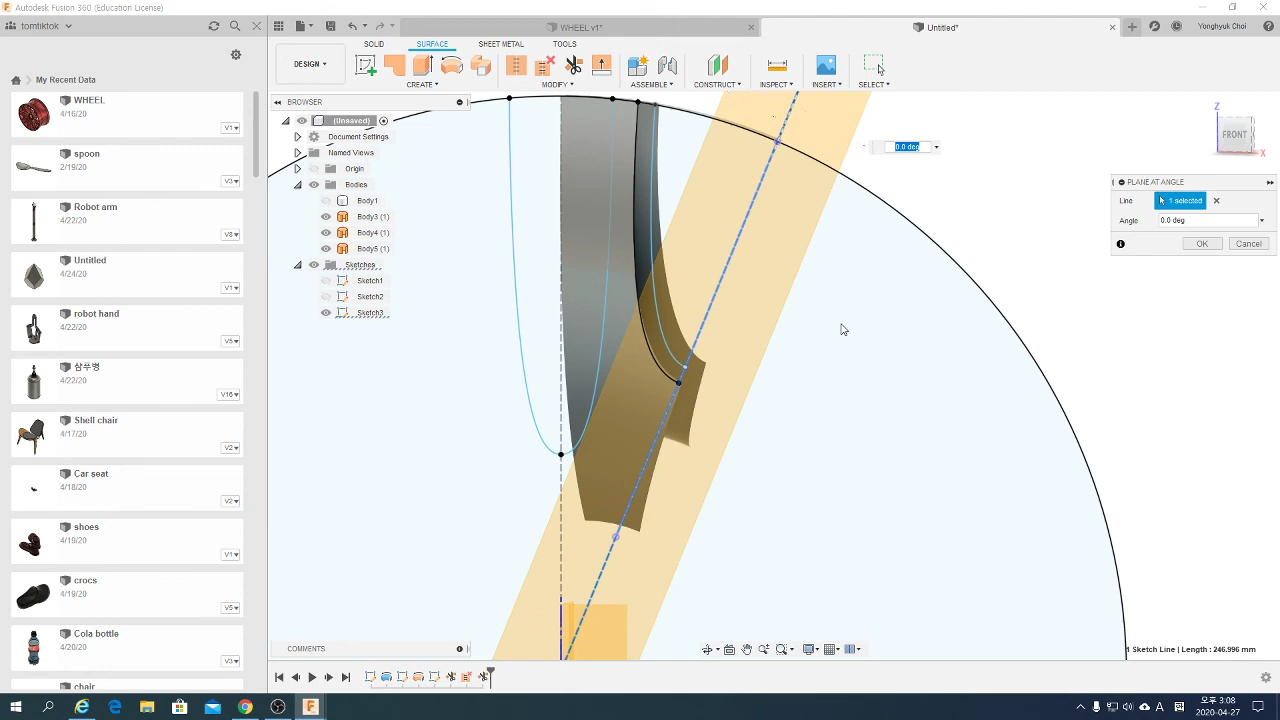 Autodesk Fusion 360 (Education License)
tomtiktok
WHEEL v1*
Untitled*
Yonghyuk Choi
DESIGN
SOLID
SURFACE
SHEET METAL
TOOLS
CREATE
MODIFY
ASSEMBLE
CONSTRUCT
INSPECT
INSERT
SELECT
My Recent Data
WHEEL
4/16/20
V1
spoon
2/19/20
V3
Robot arm
4/22/20
V8
Untitled
4/24/20
V1
robot hand
4/22/20
V5
샴푸병
4/22/20
V16
Shell chair
4/17/20
V2
Car seat
4/18/20
V2
shoes
4/19/20
V1
crocs
4/19/20
V5
Cola bottle
4/20/20
V3
chair
BROWSER
(Unsaved)
Document Settings
Named Views
Origin
Bodies
Body1
Body3 (1)
Body4 (1)
Body5 (1)
Sketches
Sketch1
Sketch2
Sketch3
0.0 deg
Z
FRONT
X
PLANE AT ANGLE
Line
1 selected
Angle
0.0 deg
OK
Cancel
COMMENTS
1 Sketch Line | Length : 246.996 mm
A
오후 3:08
2020-04-27